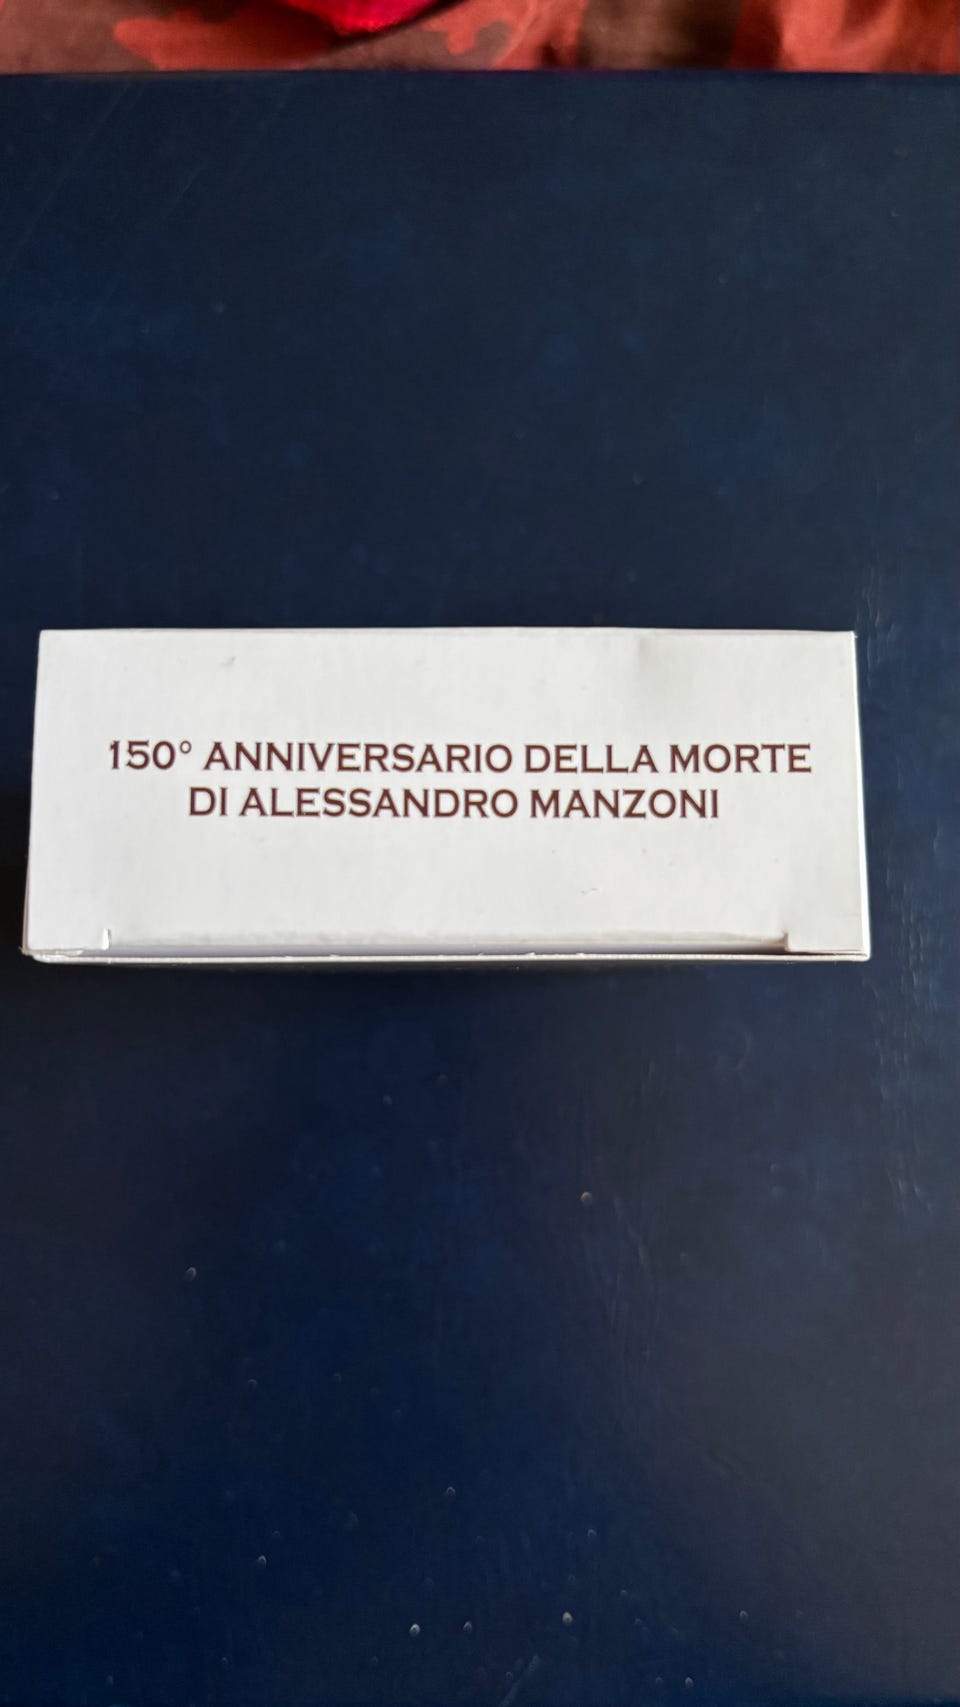 150° ANNIVERSARIO DELLA MORTE
DI ALESSANDRO MANZONI